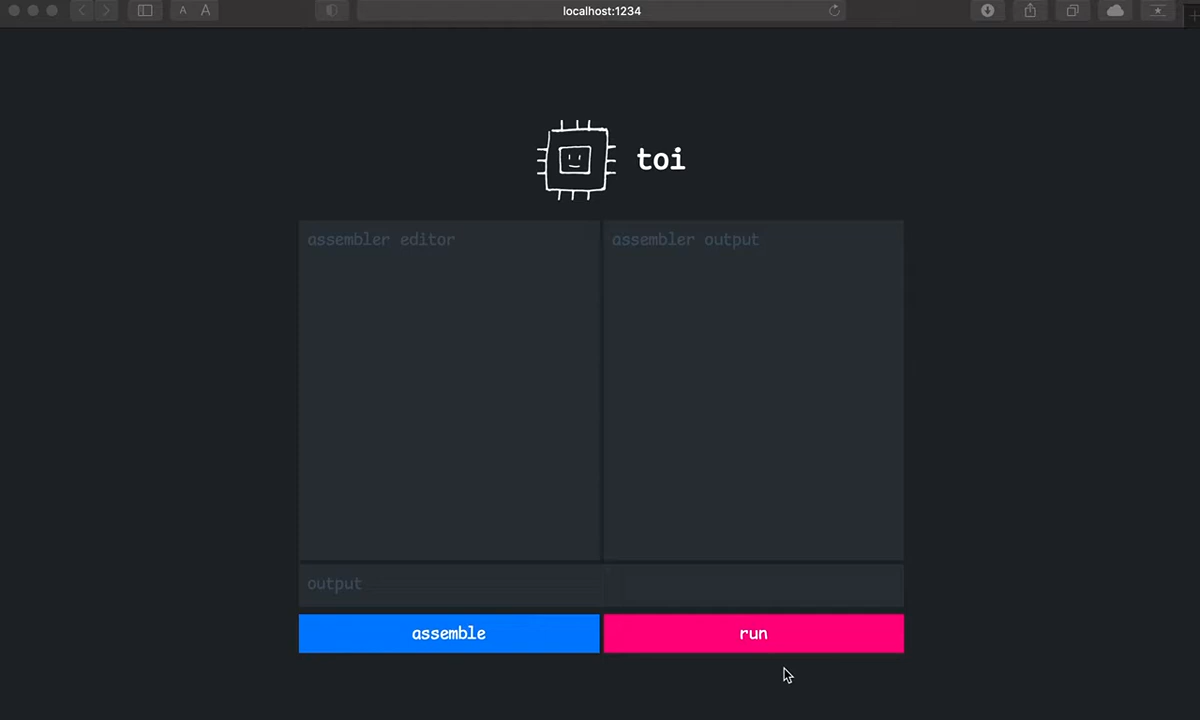 A A
localhost:1234
toi
assembler editor
assembler output
output
assemble
run